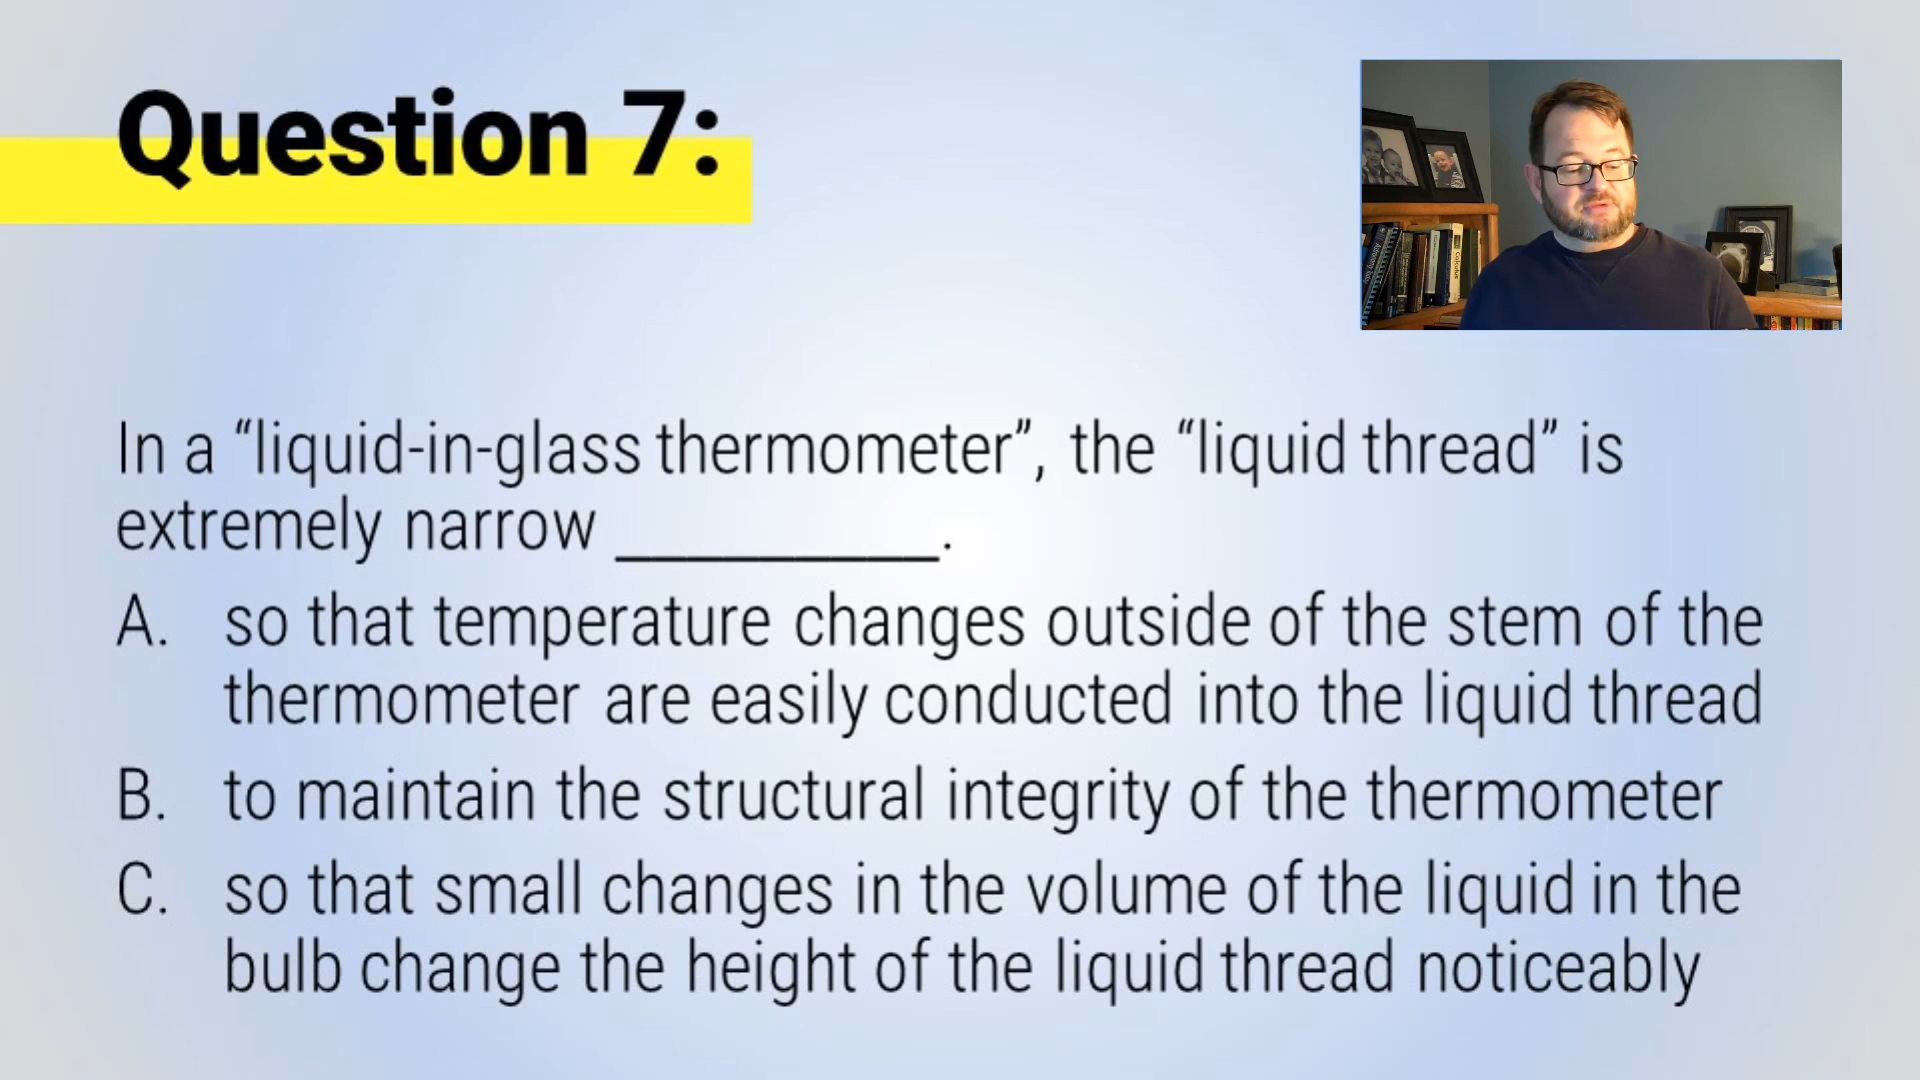 Question 7:
In a “liquid-in-glass thermometer”, the “liquid thread” is
extremely narrow __________.
A. so that temperature changes outside of the stem of the
thermometer are easily conducted into the liquid thread
B. to maintain the structural integrity of the thermometer
C. so that small changes in the volume of the liquid in the
bulb change the height of the liquid thread noticeably
Calculus